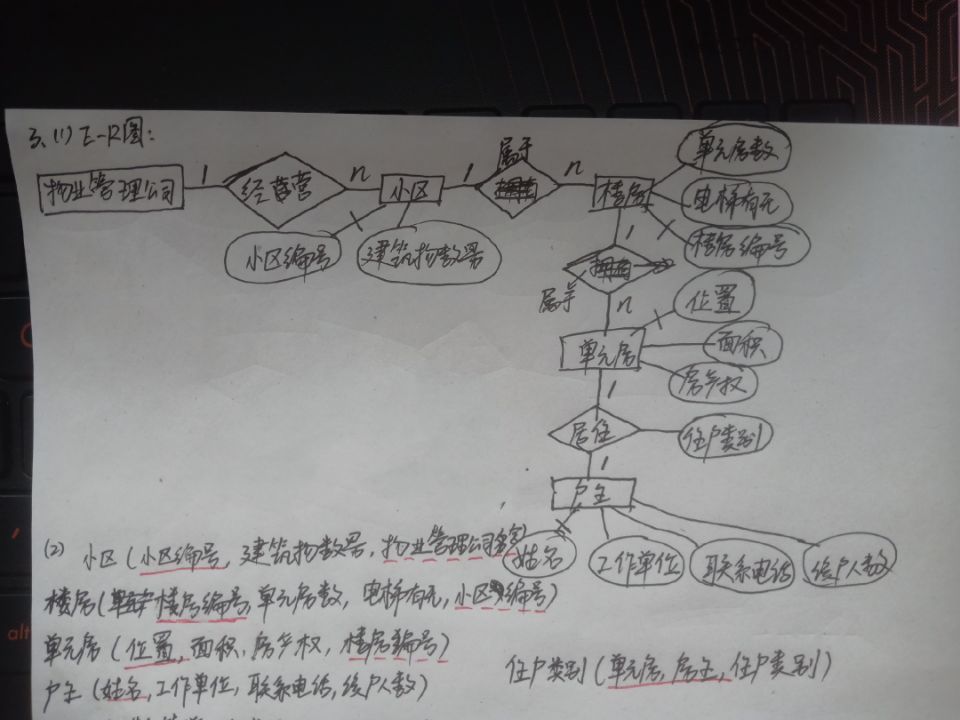 3、(1) E-R图:
属于
单元房数
物业管理公司 1 经营 n 小区 1 n 楼房
电梯有无
小区编号 建筑物数量 1 楼房编号
属于 n 位置
单元房 面积
房产权
1
居住 住户类别
1
户主
(2) 小区(小区编号, 建筑物数量, 物业管理公司名称)
姓名 工作单位 联系电话 总户人数
楼房(楼房编号, 单元房数, 电梯有无, 小区编号)
单元房(位置, 面积, 房产权, 楼房编号)
住户类别(单元房, 房主, 住户类别)
户主(姓名, 工作单位, 联系电话, 总户人数)
alt